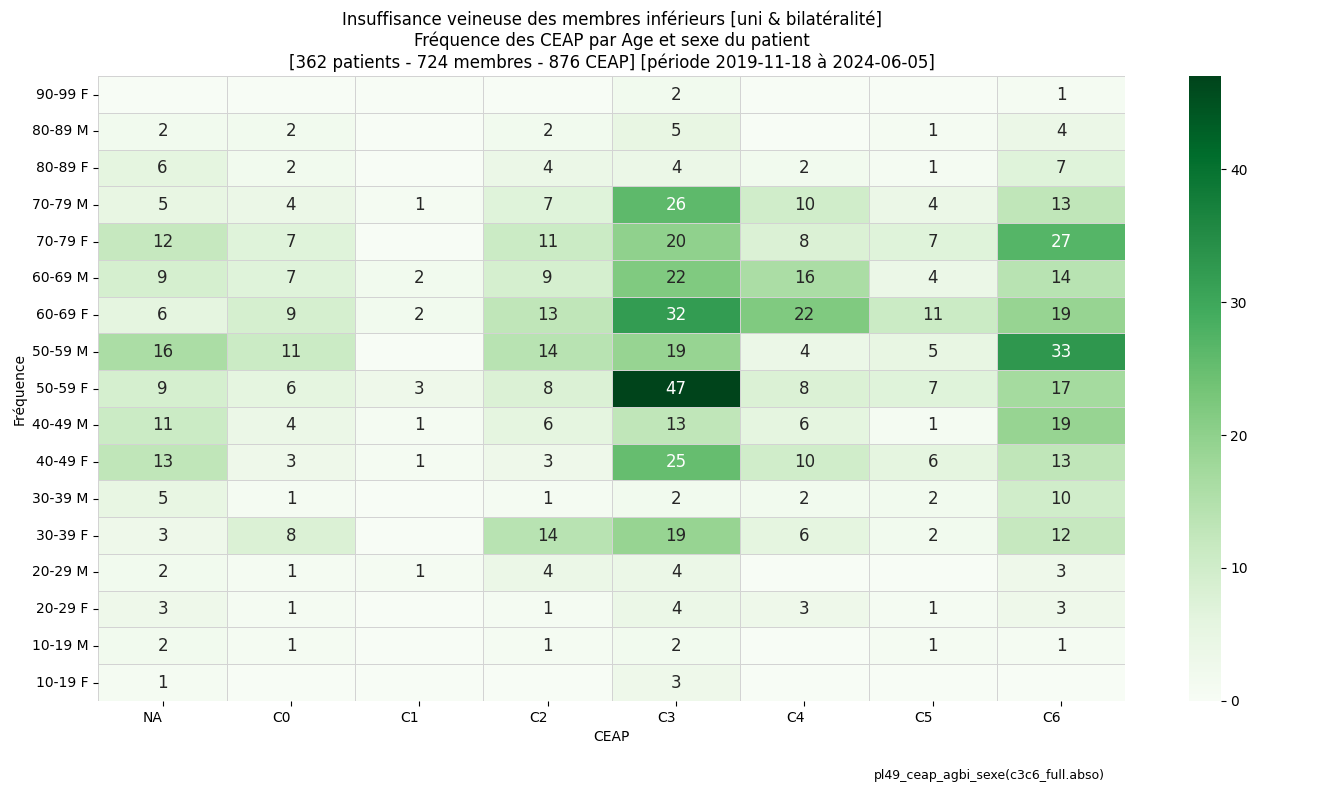 Insuffisance veineuse des membres inférieurs [uni & bilatéralité]
Fréquence des CEAP par Age et sexe du patient
[362 patients - 724 membres - 876 CEAP] [période 2019-11-18 à 2024-06-05]
Fréquence
90-99 F 2 1
80-89 M 2 2 2 5 1 4
80-89 F 6 2 4 4 2 1 7
70-79 M 5 4 1 7 26 10 4 13
70-79 F 12 7 11 20 8 7 27
60-69 M 9 7 2 9 22 16 4 14
60-69 F 6 9 2 13 32 22 11 19
50-59 M 16 11 14 19 4 5 33
50-59 F 9 6 3 8 47 8 7 17
40-49 M 11 4 1 6 13 6 1 19
40-49 F 13 3 1 3 25 10 6 13
30-39 M 5 1 1 2 2 2 10
30-39 F 3 8 14 19 6 2 12
20-29 M 2 1 1 4 4 3
20-29 F 3 1 1 4 3 1 3
10-19 M 2 1 1 2 1 1
10-19 F 1 3
NA C0 C1 C2 C3 C4 C5 C6
CEAP
40
30
20
10
0
pl49_ceap_agbi_sexe(c3c6_full.abso)